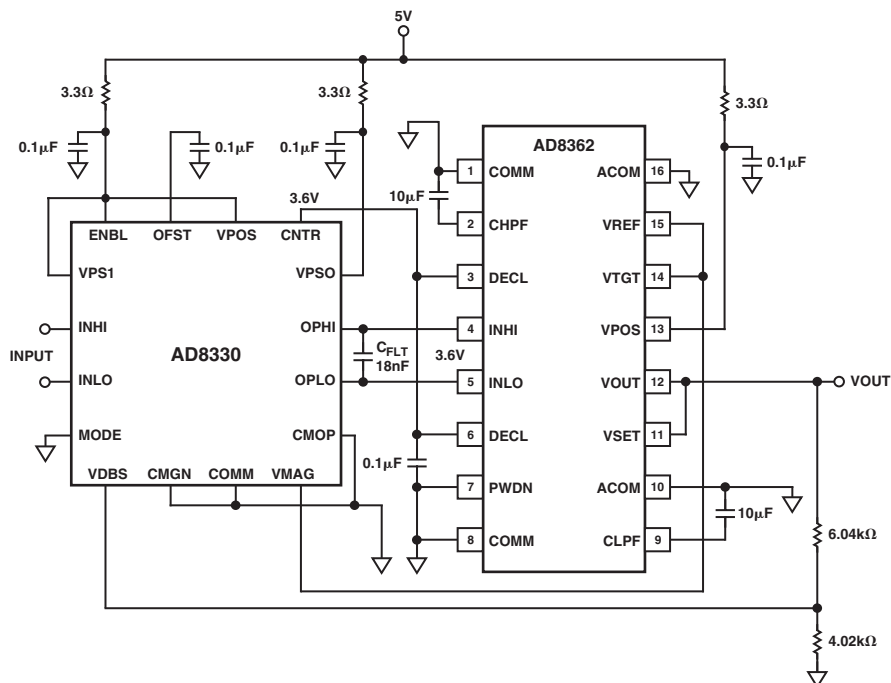 5V
3.3Ω
3.3Ω
3.3Ω
0.1μF
0.1μF
0.1μF
0.1μF
AD8362
1 COMM
ACOM 16
10μF
2 CHPF
VREF 15
3.6V
ENBL OFST VPOS CNTR
VPS1
VPSO
3 DECL
VTGT 14
INHI
OPHI
4 INHI
VPOS 13
INPUT
AD8330
CFLT
18nF
3.6V
INLO
OPLO
5 INLO
VOUT 12
VOUT
MODE
CMOP
6 DECL
VSET 11
VDBS CMGN COMM VMAG
0.1μF
7 PWDN
ACOM 10
10μF
8 COMM
CLPF 9
6.04kΩ
4.02kΩ